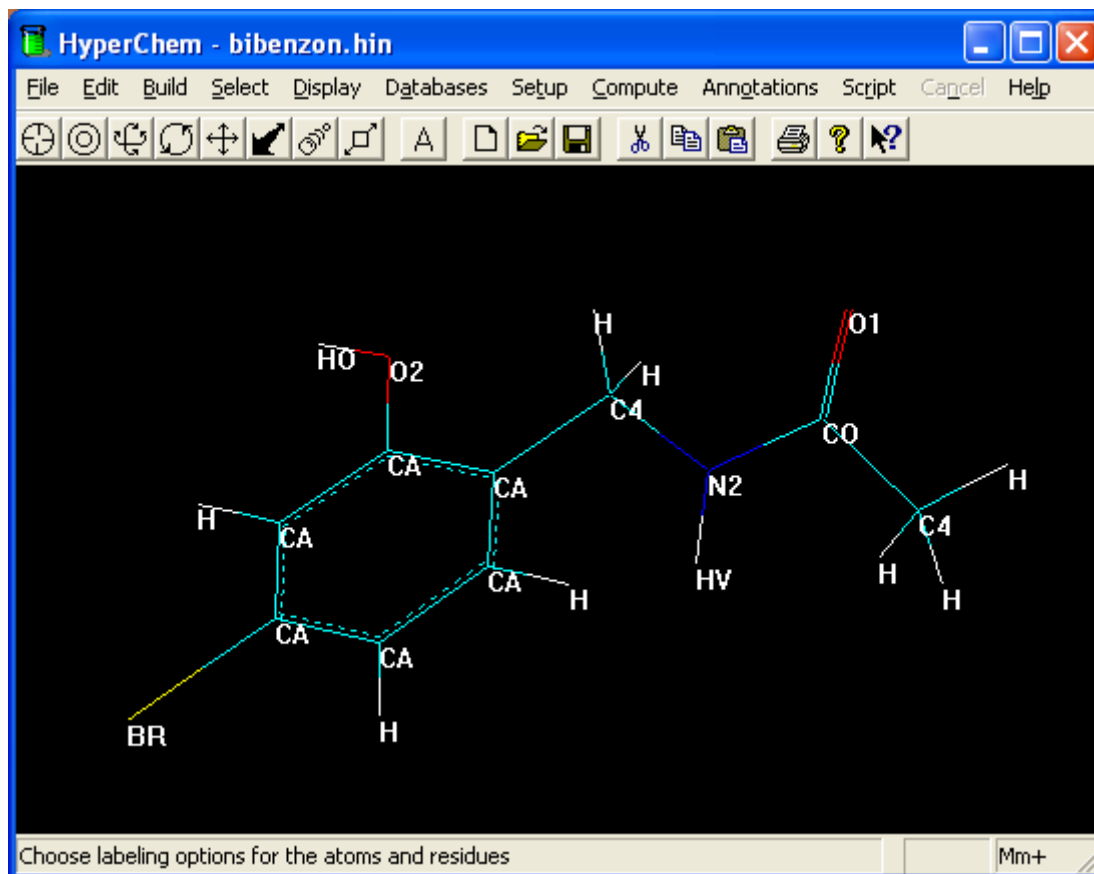 HyperChem - bibenzon.hin
File Edit Build Select Display Databases Setup Compute Annotations Script Cancel Help
A
H O1
HO O2 H
C4 CO
CA CA N2 H
H CA C4
CA H HV H H
CA CA
BR H
Choose labeling options for the atoms and residues Mm+